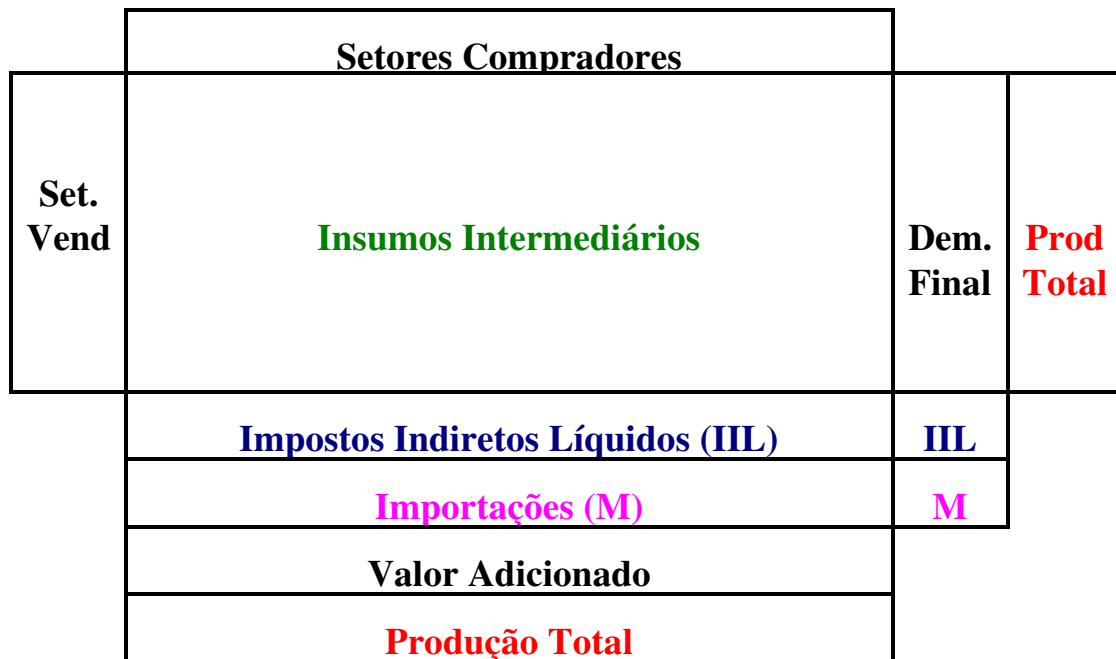 Setores Compradores
Set.
Vend
Insumos Intermediários
Dem.
Final
Prod
Total
Impostos Indiretos Líquidos (IIL)
IIL
Importações (M)
M
Valor Adicionado
Produção Total